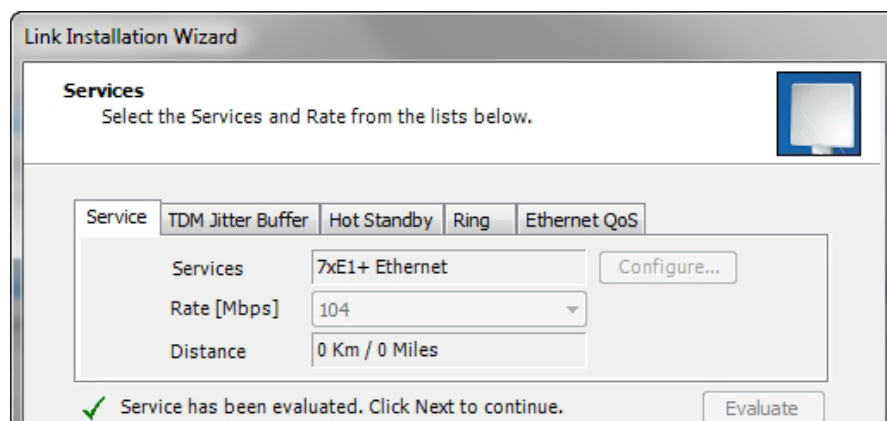 Link Installation Wizard
Services
Select the Services and Rate from the lists below.
Service TDM Jitter Buffer Hot Standby Ring Ethernet QoS
Services 7xE1+ Ethernet Configure...
Rate [Mbps] 104
Distance 0 Km / 0 Miles
Service has been evaluated. Click Next to continue. Evaluate